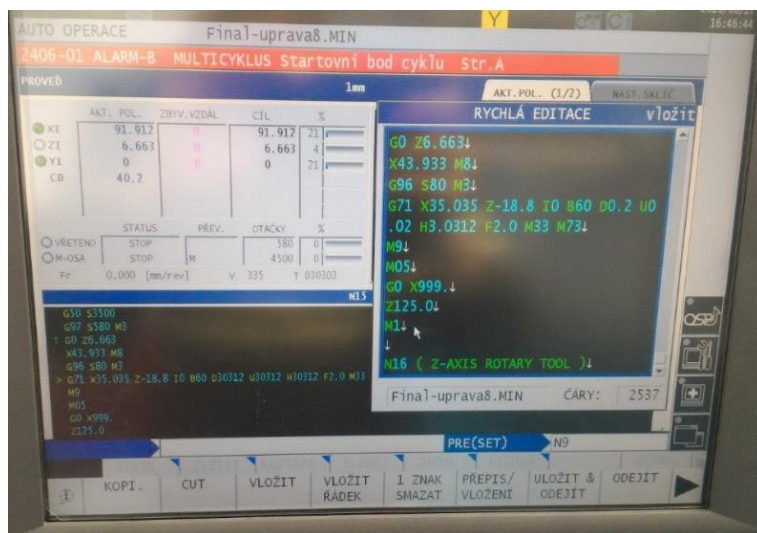 16:46:44
AUTO OPERACE Final-uprava8.MIN
2406-01 ALARM-B MULTICYKLUS Startovní bod cyklu Str.A
PROVEĎ 1mm AKT.POL. (1/2)
AKT. POL. ZBYV.VZDÁL CÍL %
XI 91.912 0 91.912 21
ZI 6.663 0 6.663 4
YI 0 0 0 21
CD 40.2
STATUS PŘEV. OTÁČKY %
VŘETENO STOP 580 0
M-OSA STOP M 4500 0
Fr 0.000 [mm/rev] V 335 T 030303
N15
G50 S3500
G97 S580 M3
G0 Z6.663
X43.933 M8
G96 S80 M3
> G71 X35.035 Z-18.8 I0 B60 D30312 U30312 H30312 F2.0 M33
M9
M05
G0 X999.
Z125.0
RYCHLÁ EDITACE vložit
G0 Z6.663↓
X43.933 M8↓
G96 S80 M3↓
G71 X35.035 Z-18.8 I0 B60 D0.2 U0
.02 H3.0312 F2.0 M33 M73↓
M9↓
M05↓
G0 X999.↓
Z125.0↓
M1↓
↓
N16 ( Z-AXIS ROTARY TOOL )↓
Final-uprava8.MIN ČÁRY: 2537
PRE(SET) N9
KOPÍ. CUT VLOŽIT VLOŽIT ŘÁDEK 1 ZNAK SMAZAT PŘEPIS/ VLOŽENÍ ULOŽIT & ODEJÍT ODEJÍT
OSP